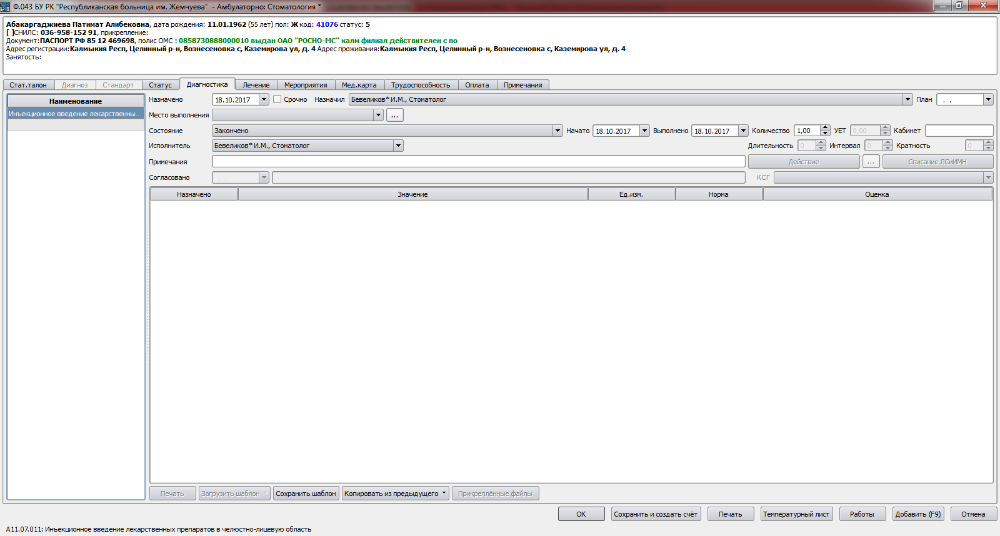 Ф.043 БУ РК "Республиканская больница им. Жемчуева" - Амбулаторно: Стоматология *
Абакаргаджиева Патимат Алибековна, дата рождения: 11.01.1962 (55 лет) пол: Ж код: 41076 статус: 5
[ ]СНИЛС: 036-958-152 91, прикрепление:
Документ:ПАСПОРТ РФ 85 12 469698, полис ОМС : 0858730888000010 выдан ОАО "РОСНО-МС" калм филиал действителен с по
Адрес регистрации:Калмыкия Респ, Целинный р-н, Вознесеновка с, Каземирова ул, д. 4 Адрес проживания:Калмыкия Респ, Целинный р-н, Вознесеновка с, Каземирова ул, д. 4
Занятость:
Стат.талон Диагноз Стандарт Статус Диагностика Лечение Мероприятия Мед.карта Трудоспособность Оплата Примечания
Наименование
Инъекционное введение лекарственны...
Назначено 18.10.2017 Срочно Назначил Бевеликов* И.М., Стоматолог План . .
Место выполнения ...
Состояние Закончено Начато 18.10.2017 Выполнено 18.10.2017 Количество 1,00 УЕТ 0,00 Кабинет
Исполнитель Бевеликов* И.М., Стоматолог Длительность 0 Интервал 0 Кратность 0
Примечания Действие ... Списание ЛСиИМН
Согласовано . . КСГ
Назначено Значение Ед.изм. Норма Оценка
Печать Загрузить шаблон Сохранить шаблон Копировать из предыдущего Прикреплённые файлы
ОК Сохранить и создать счёт Печать Температурный лист Работы Добавить (F9) Отмена
A11.07.011: Инъекционное введение лекарственных препаратов в челюстно-лицевую область